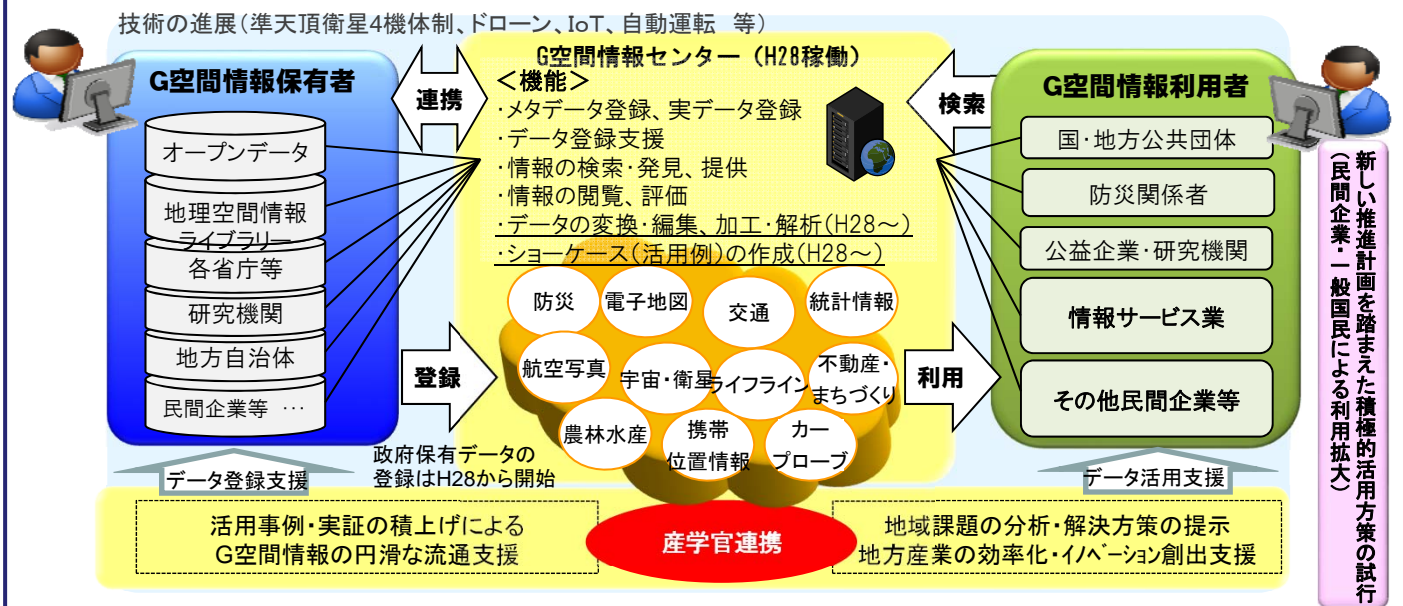 技術の進展(準天頂衛星4機体制、ドローン、IoT、自動運転　等)
G空間情報保有者
オープンデータ
地理空間情報
ライブラリー
各省庁等
研究機関
地方自治体
民間企業等 …
データ登録支援
連携
登録
政府保有データの
登録はH28から開始
G空間情報センター（H28稼働）
＜機能＞
・メタデータ登録、実データ登録
・データ登録支援
・情報の検索・発見、提供
・情報の閲覧、評価
・データの変換・編集、加工・解析(H28～)
・ショーケース(活用例)の作成(H28～)
防災
電子地図
交通
統計情報
航空写真
宇宙・衛星
ライフライン
不動産・
まちづくり
農林水産
携帯
位置情報
カー
プローブ
検索
利用
G空間情報利用者
国・地方公共団体
防災関係者
公益企業・研究機関
情報サービス業
その他民間企業等
データ活用支援
新しい推進計画を踏まえた積極的活用方策の試行
（民間企業・一般国民による利用拡大）
活用事例・実証の積上げによる
G空間情報の円滑な流通支援
産学官連携
地域課題の分析・解決方策の提示
地方産業の効率化・イノベーション創出支援